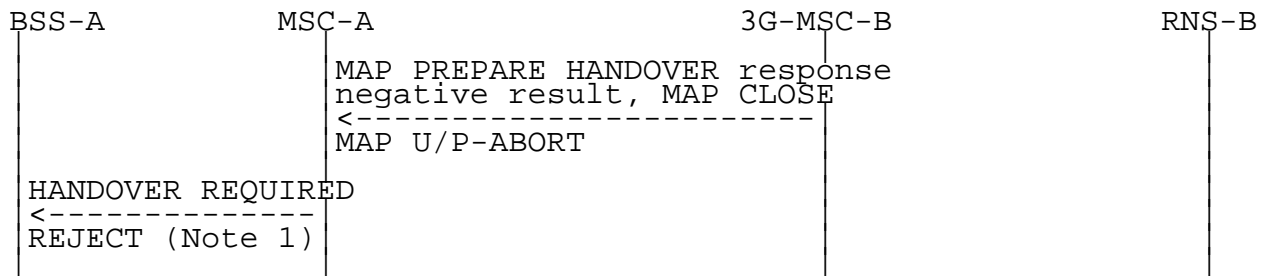 BSS-A MSC-A 3G-MSC-B RNS-B
MAP PREPARE HANDOVER response
negative result, MAP CLOSE
<-------------------------
MAP U/P-ABORT
HANDOVER REQUIRED
<--------------
REJECT (Note 1)